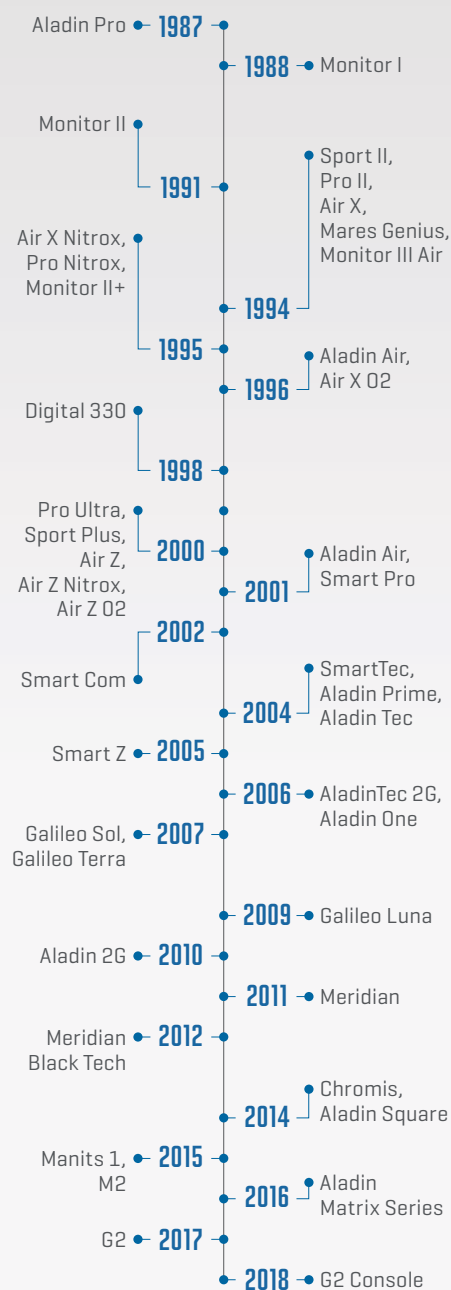 Aladin Pro
1987
1988
Monitor I
Monitor II
1991
Sport II,
Pro II,
Air X,
Mares Genius,
Monitor III Air
1994
Air X Nitrox,
Pro Nitrox,
Monitor II+
1995
1996
Aladin Air,
Air X O2
Digital 330
1998
Pro Ultra,
Sport Plus,
Air Z,
Air Z Nitrox,
Air Z O2
2000
2001
Aladin Air,
Smart Pro
2002
Smart Com
2004
SmartTec,
Aladin Prime,
Aladin Tec
Smart Z
2005
2006
AladinTec 2G,
Aladin One
Galileo Sol,
Galileo Terra
2007
2009
Galileo Luna
Aladin 2G
2010
2011
Meridian
Meridian
Black Tech
2012
2014
Chromis,
Aladin Square
Manits 1,
M2
2015
2016
Aladin
Matrix Series
G2
2017
2018
G2 Console